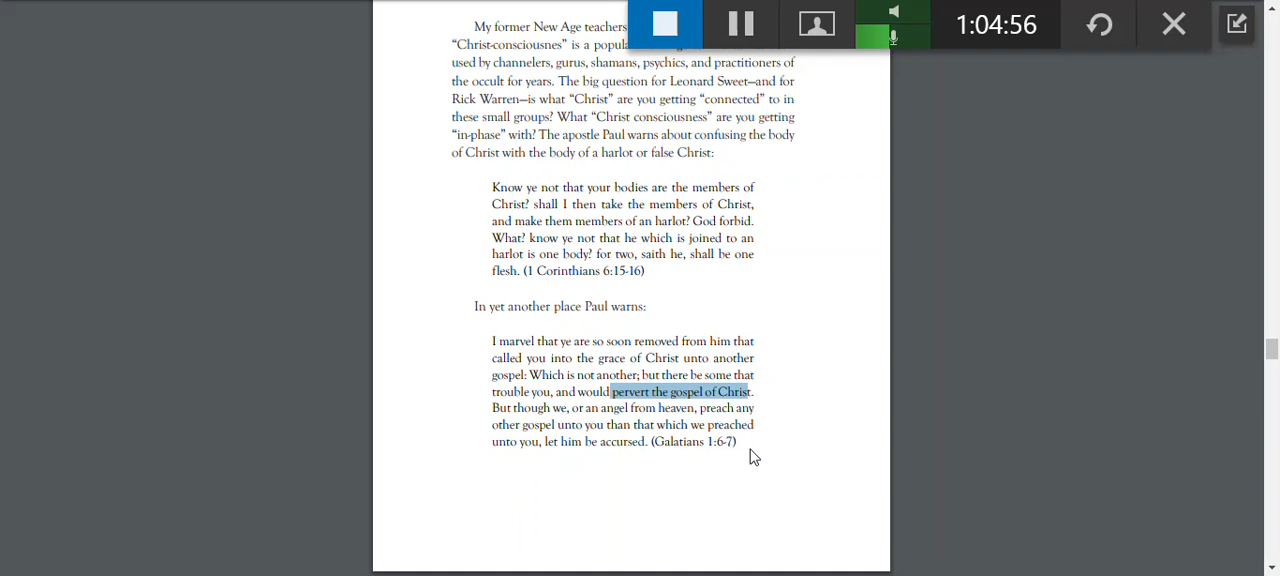 My former New Age teachers
1:04:56
“Christ-consciousnes” is a popula
used by channelers, gurus, shamans, psychics, and practitioners of
the occult for years. The big question for Leonard Sweet—and for
Rick Warren—is what “Christ” are you getting “connected” to in
these small groups? What “Christ consciousness” are you getting
“in-phase” with? The apostle Paul warns about confusing the body
of Christ with the body of a harlot or false Christ:
Know ye not that your bodies are the members of
Christ? shall I then take the members of Christ,
and make them members of an harlot? God forbid.
What? know ye not that he which is joined to an
harlot is one body? for two, saith he, shall be one
flesh. (1 Corinthians 6:15-16)
In yet another place Paul warns:
I marvel that ye are so soon removed from him that
called you into the grace of Christ unto another
gospel: Which is not another; but there be some that
trouble you, and would pervert the gospel of Christ.
But though we, or an angel from heaven, preach any
other gospel unto you than that which we preached
unto you, let him be accursed. (Galatians 1:6-7)